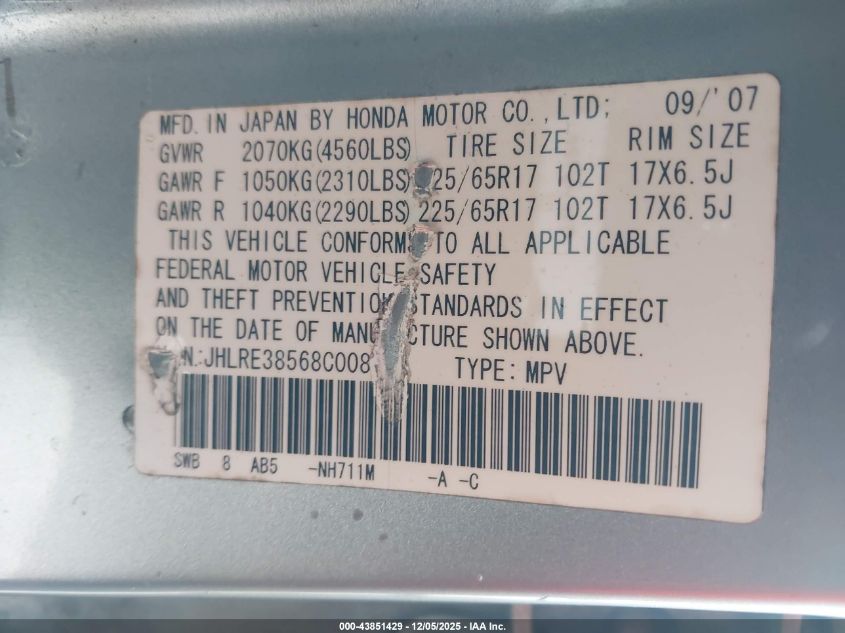 MFD. IN JAPAN BY HONDA MOTOR CO., LTD; 09/'07
GVWR 2070KG(4560LBS) TIRE SIZE RIM SIZE
GAWR F 1050KG(2310LBS) 25/65R17 102T 17X6.5J
GAWR R 1040KG(2290LBS) 225/65R17 102T 17X6.5J
THIS VEHICLE CONFORMS TO ALL APPLICABLE
FEDERAL MOTOR VEHICLE SAFETY
AND THEFT PREVENTION STANDARDS IN EFFECT
ON THE DATE OF MANUFACTURE SHOWN ABOVE.
N.:JHLRE38568C008 TYPE: MPV
SWB 8 AB5 -NH711M -A -C
000-43851429 - 12/05/2025 - IAA Inc.